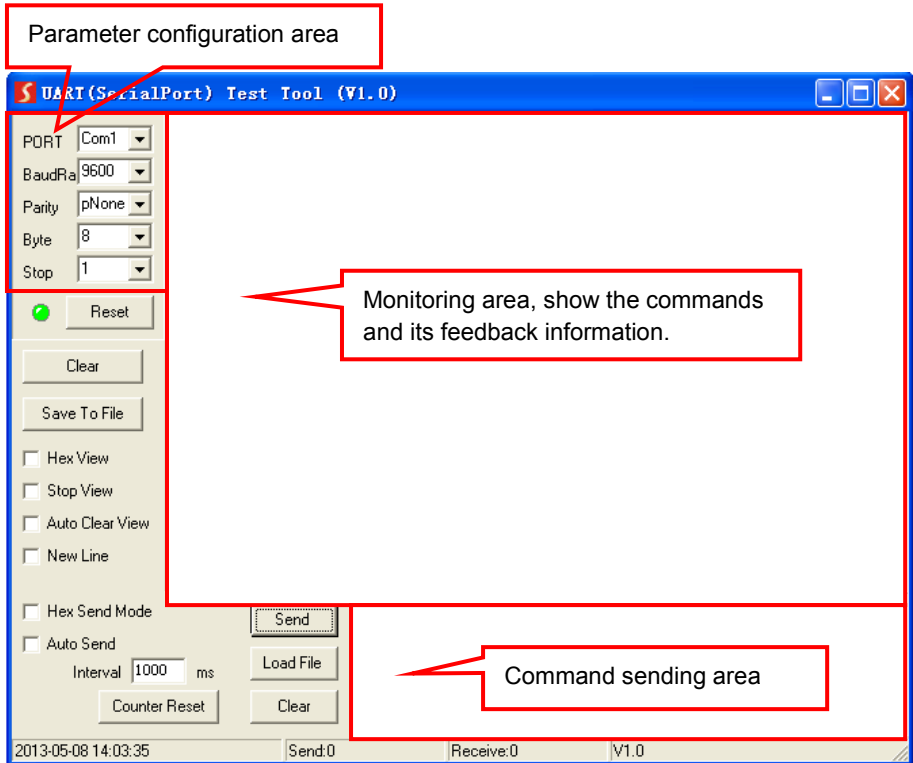 Parameter configuration area
UART(SerialPort) Test Tool (V1.0)
PORT Com1
BaudRa 9600
Parity pNone
Byte 8
Stop 1
Reset
Monitoring area, show the commands
and its feedback information.
Clear
Save To File
Hex View
Stop View
Auto Clear View
New Line
Hex Send Mode
Send
Auto Send
Interval 1000 ms
Load File
Command sending area
Counter Reset
Clear
2013-05-08 14:03:35 Send:0 Receive:0 V1.0